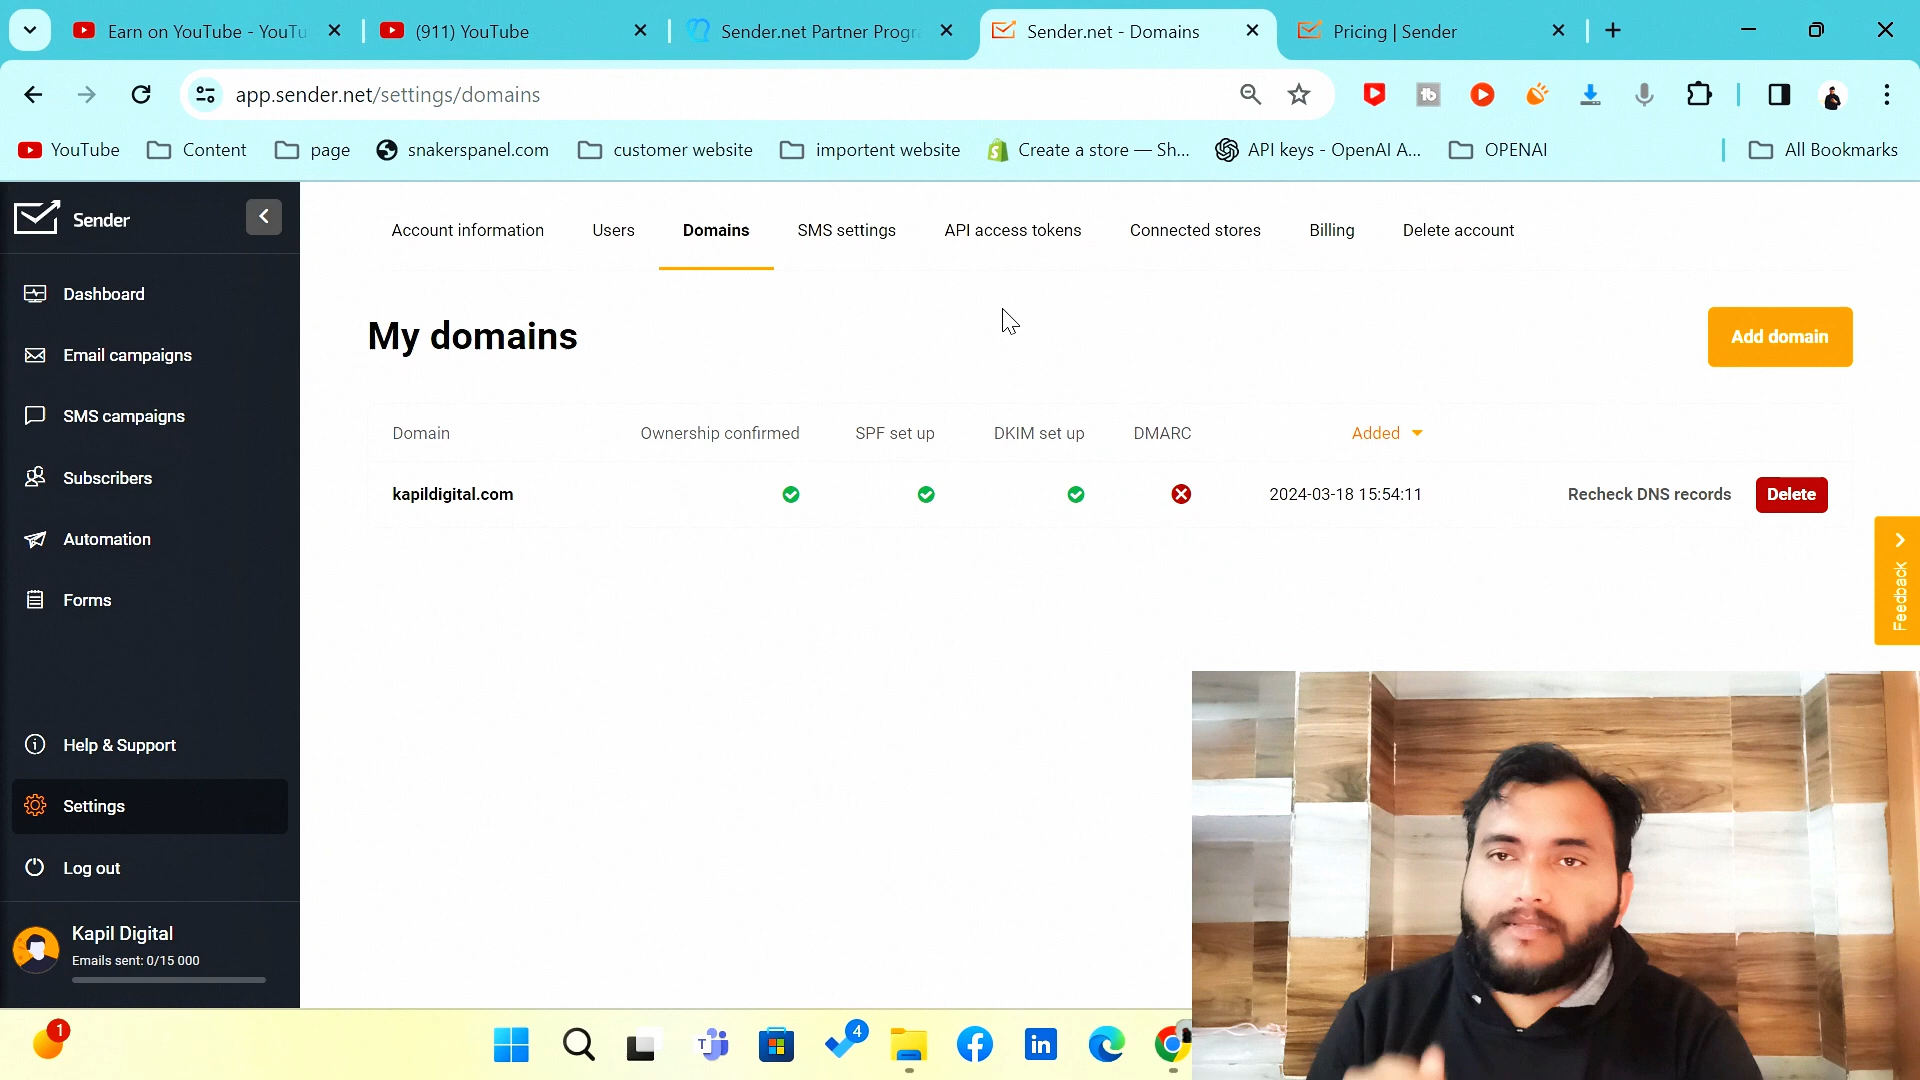 Earn on YouTube - YouTu
(911) YouTube
Sender.net Partner Progra
Sender.net - Domains
Pricing | Sender
app.sender.net/settings/domains
YouTube
Content
page
snakerspanel.com
customer website
importent website
Create a store — Sh...
API keys - OpenAI A...
OPENAI
All Bookmarks
Sender
Account information
Users
Domains
SMS settings
API access tokens
Connected stores
Billing
Delete account
Dashboard
Email campaigns
SMS campaigns
Subscribers
Automation
Forms
Help & Support
Settings
Log out
Kapil Digital
Emails sent: 0/15 000
My domains
Add domain
Domain
Ownership confirmed
SPF set up
DKIM set up
DMARC
Added
kapildigital.com
2024-03-18 15:54:11
Recheck DNS records
Delete
Feedback
1
4